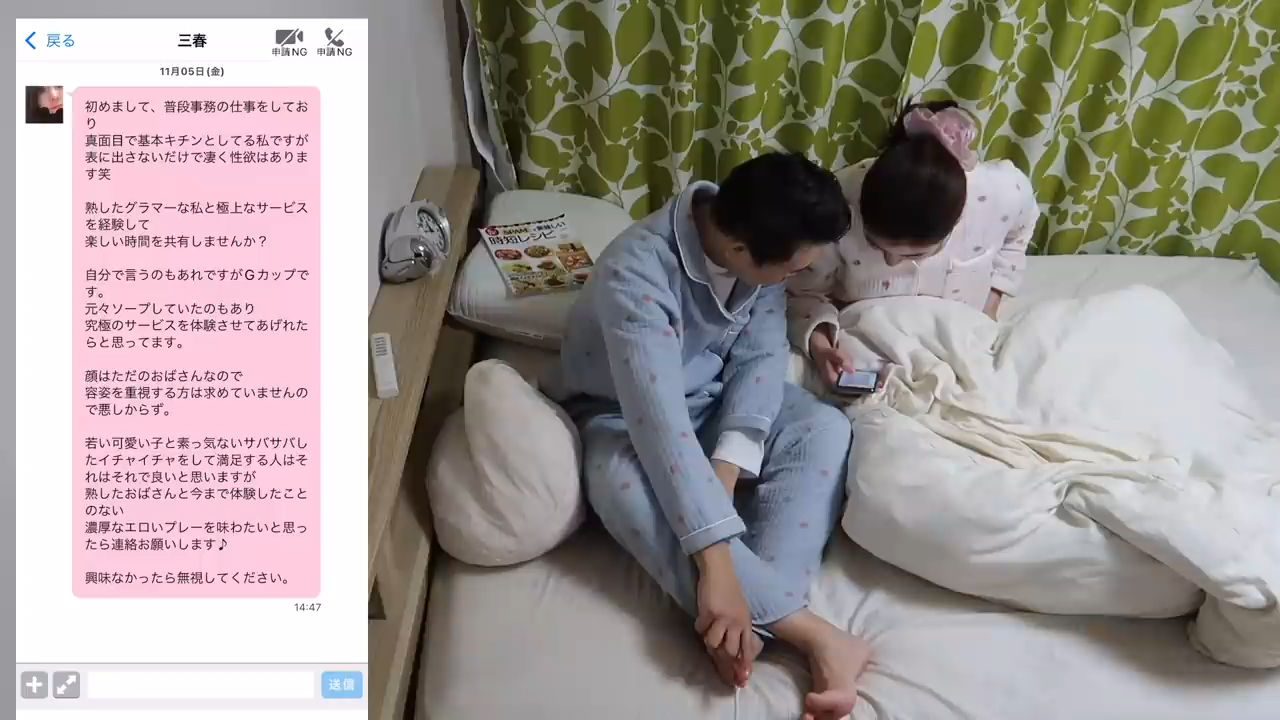 戻る
三春
申請NG
申請NG
11月05日(金)
初めまして、普段事務の仕事をしてお
り
真面目で基本キチンとしてる私ですが
表に出さないだけで凄く性欲はありま
す笑
熟したグラマーな私と極上なサービス
を経験して
楽しい時間を共有しませんか？
自分で言うのもあれですがGカップで
す。
元々ソープしていたのもあり
究極のサービスを体験させてあげれた
らと思ってます。
顔はただのおばさんなので
容姿を重視する方は求めていませんの
で悪しからず。
若い可愛い子と素っ気ないサバサバし
たイチャイチャをして満足する人はそ
れはそれで良いと思いますが
熟したおばさんと今まで体験したこと
のない
濃厚なエロいプレーを味わたいと思っ
たら連絡お願いします♪
興味なかったら無視してください。
14:47
送信
時短レシピ